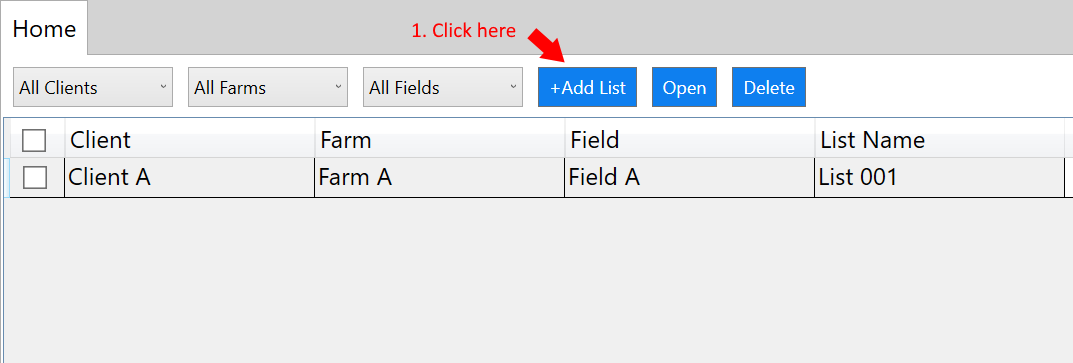 Home
1. Click here
All Clients All Farms All Fields +Add List Open Delete
Client Farm Field List Name
Client A Farm A Field A List 001